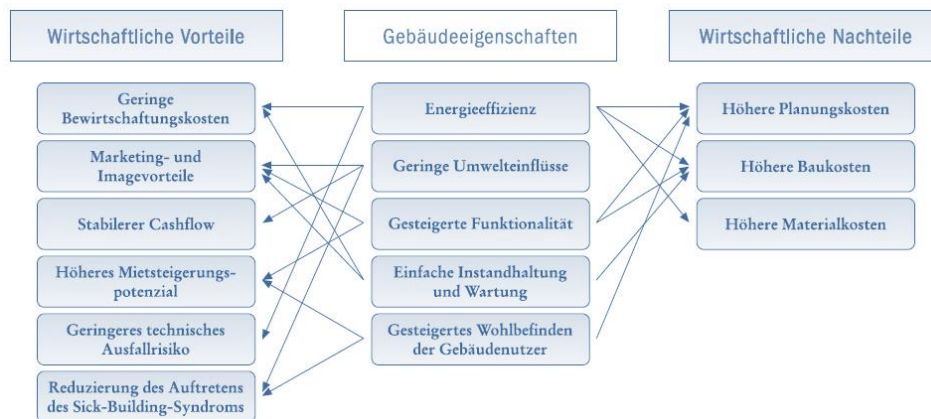 Wirtschaftliche Vorteile
Gebäudeeigenschaften
Wirtschaftliche Nachteile
Geringe
Bewirtschaftungskosten
Marketing- und
Imagevorteile
Stabilerer Cashflow
Höheres Mietsteigerungs-
potenzial
Geringeres technisches
Ausfallrisiko
Reduzierung des Auftretens
des Sick-Building-Syndroms
Energieeffizienz
Geringe Umwelteinflüsse
Gesteigerte Funktionalität
Einfache Instandhaltung
und Wartung
Gesteigertes Wohlbefinden
der Gebäudenutzer
Höhere Planungskosten
Höhere Baukosten
Höhere Materialkosten